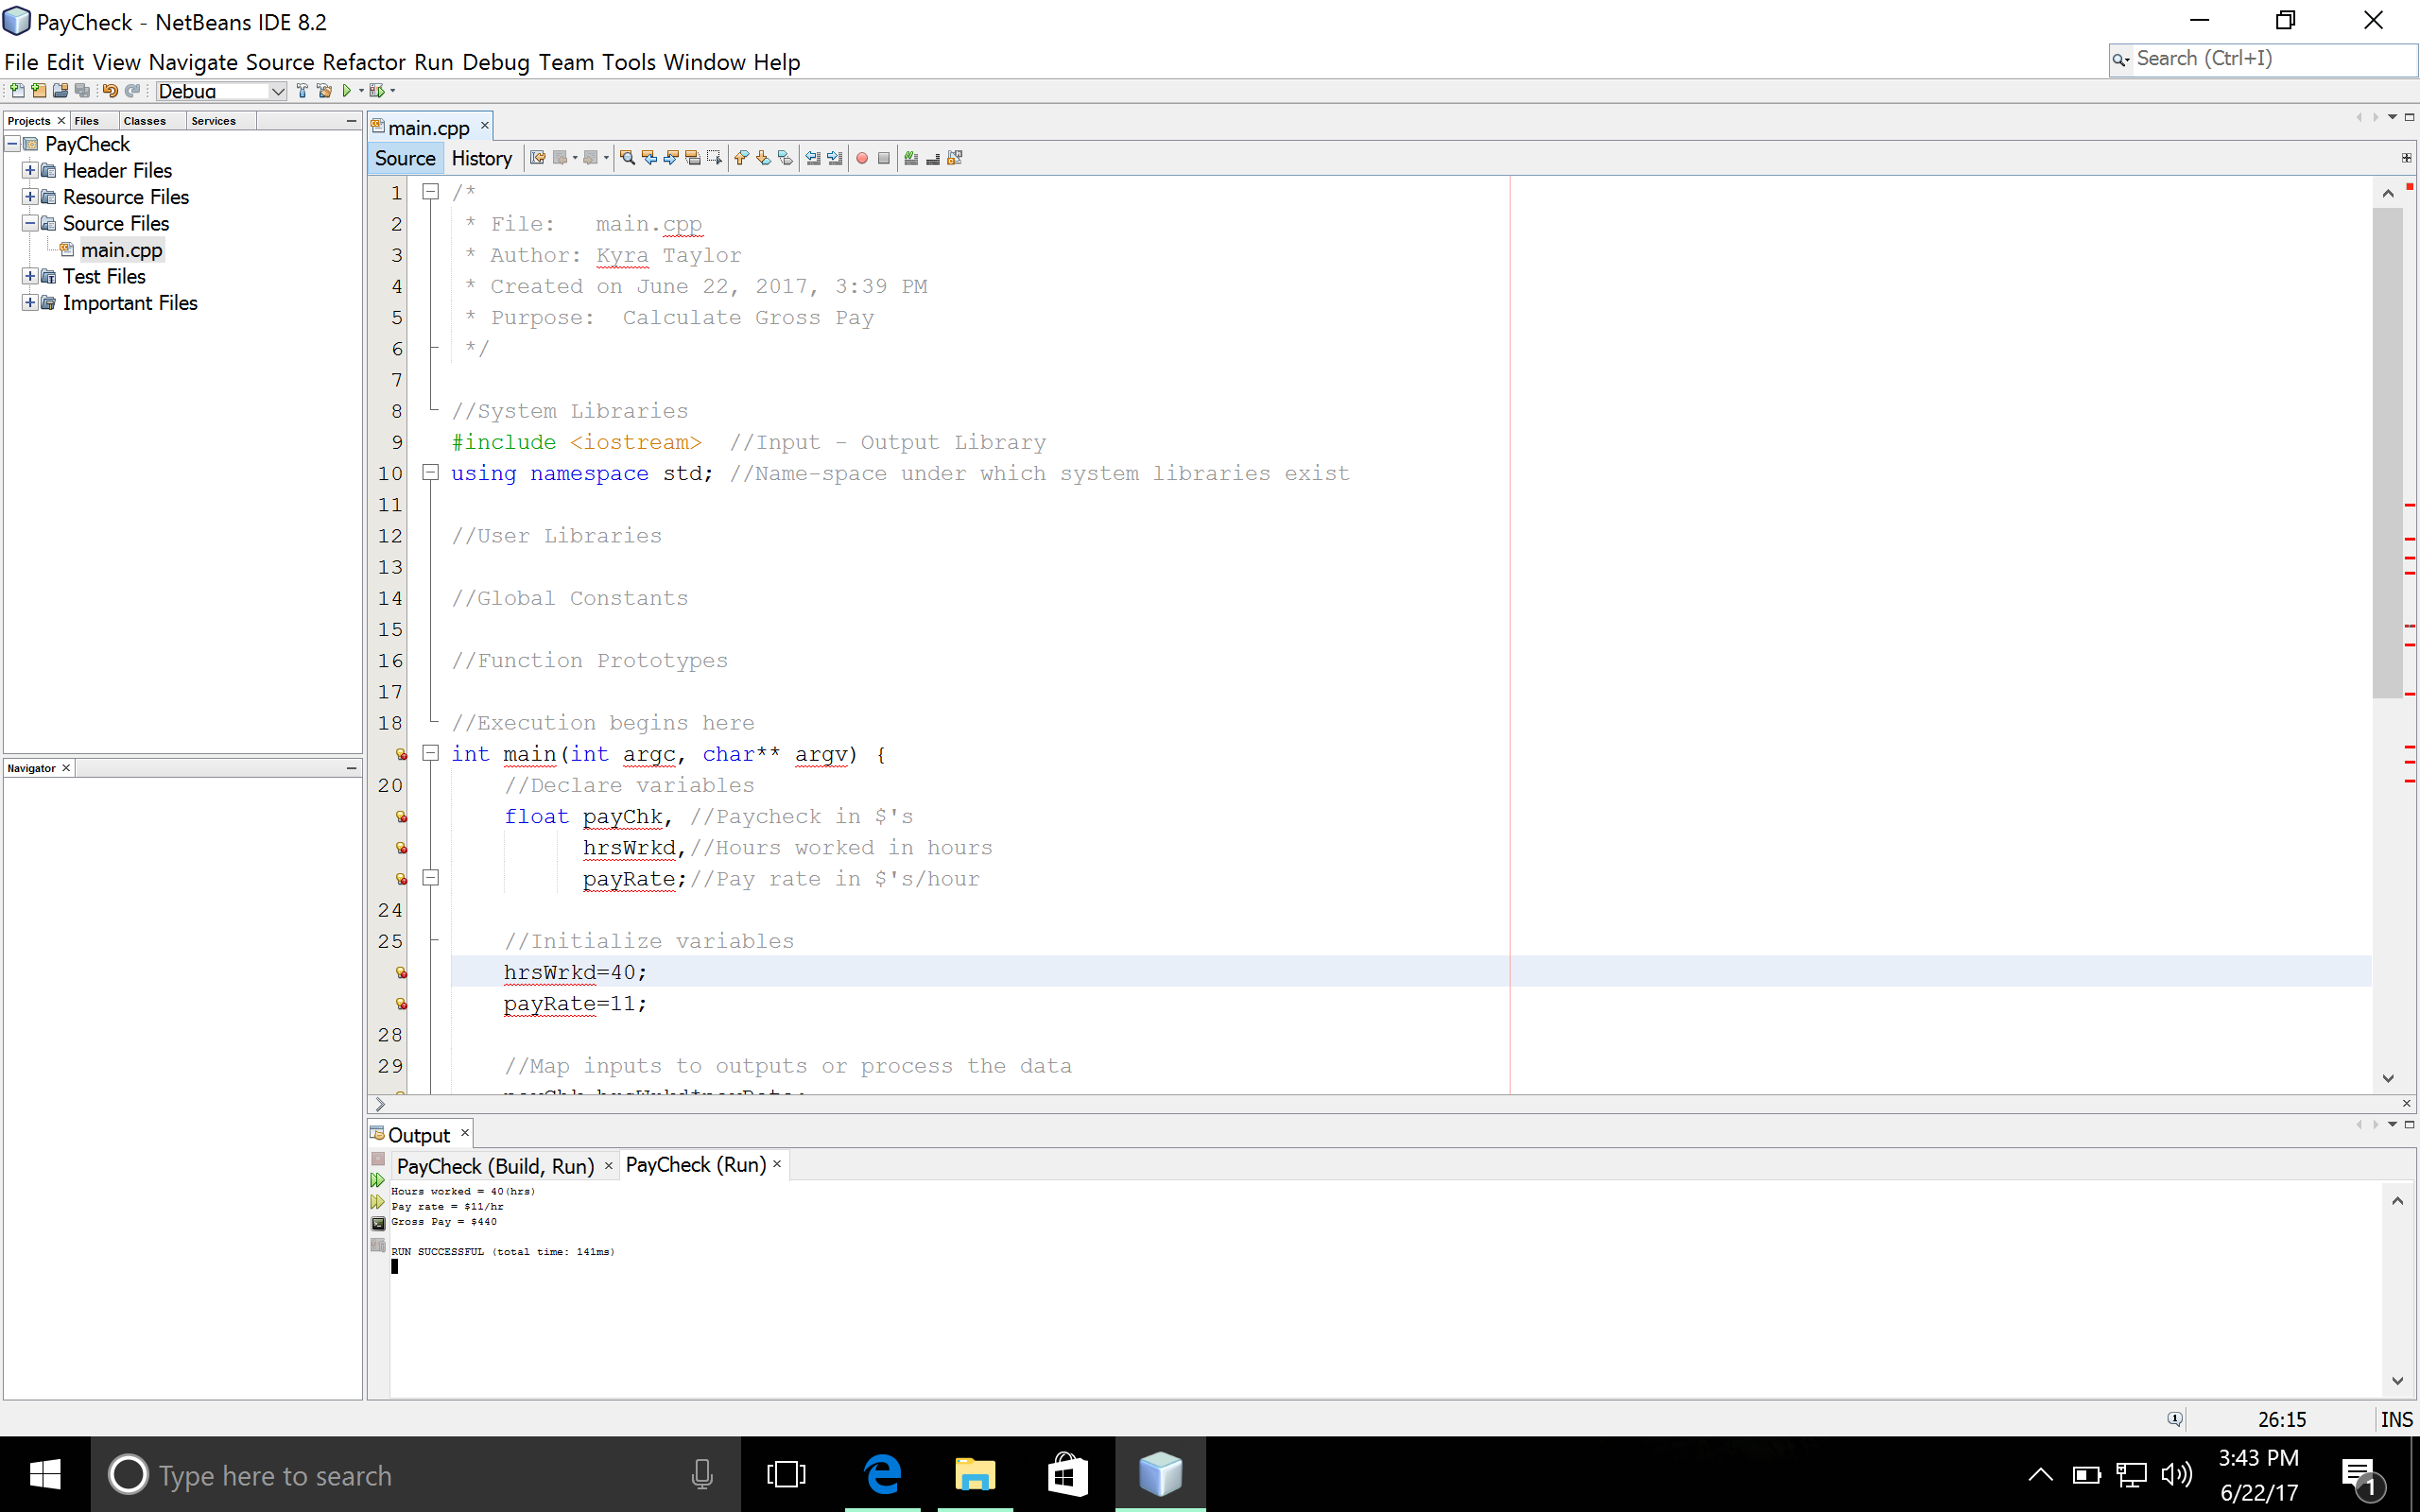 PayCheck - NetBeans IDE 8.2
File Edit View Navigate Source Refactor Run Debug Team Tools Window Help
Search (Ctrl+I)
Debug
Projects
Files
Classes
Services
PayCheck
Header Files
Resource Files
Source Files
main.cpp
Test Files
Important Files
Navigator
main.cpp
Source
History
1 /*
2 * File:   main.cpp
3 * Author: Kyra Taylor
4 * Created on June 22, 2017, 3:39 PM
5 * Purpose:  Calculate Gross Pay
6 */
7
8 //System Libraries
9 #include <iostream>  //Input - Output Library
10 using namespace std; //Name-space under which system libraries exist
11
12 //User Libraries
13
14 //Global Constants
15
16 //Function Prototypes
17
18 //Execution begins here
int main(int argc, char** argv) {
20 //Declare variables
float payChk, //Paycheck in $'s
hrsWrkd,//Hours worked in hours
payRate;//Pay rate in $'s/hour
24
25 //Initialize variables
hrsWrkd=40;
payRate=11;
28
29 //Map inputs to outputs or process the data
Output
PayCheck (Build, Run)
PayCheck (Run)
Hours worked = 40(hrs)
Pay rate = $11/hr
Gross Pay = $440
RUN SUCCESSFUL (total time: 141ms)
26:15
INS
Type here to search
3:43 PM
6/22/17
1